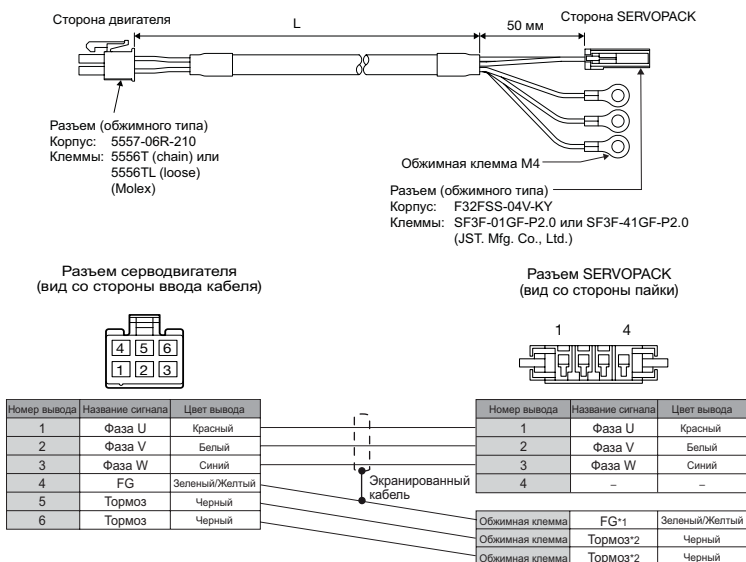 Сторона двигателя
L
50 мм
Сторона SERVOPACK
Разъем (обжимного типа)
Корпус: 5557-06R-210
Клеммы: 5556T (chain) или
5556TL (loose)
(Molex)
Обжимная клемма М4
Разъем (обжимного типа)
Корпус: F32FSS-04V-KY
Клеммы: SF3F-01GF-P2.0 или SF3F-41GF-P2.0
(JST. Mfg. Co., Ltd.)
Разъем серводвигателя
(вид со стороны ввода кабеля)
Разъем SERVOPACK
(вид со стороны пайки)
4 5 6
1 2 3
1 4
Номер вывода Название сигнала Цвет вывода
1 Фаза U Красный
2 Фаза V Белый
3 Фаза W Синий
4 FG Зеленый/Желтый
5 Тормоз Черный
6 Тормоз Черный
Экранированный
кабель
Номер вывода Название сигнала Цвет вывода
1 Фаза U Красный
2 Фаза V Белый
3 Фаза W Синий
4 – –
Обжимная клемма FG*1 Зеленый/Желтый
Обжимная клемма Тормоз*2 Черный
Обжимная клемма Тормоз*2 Черный